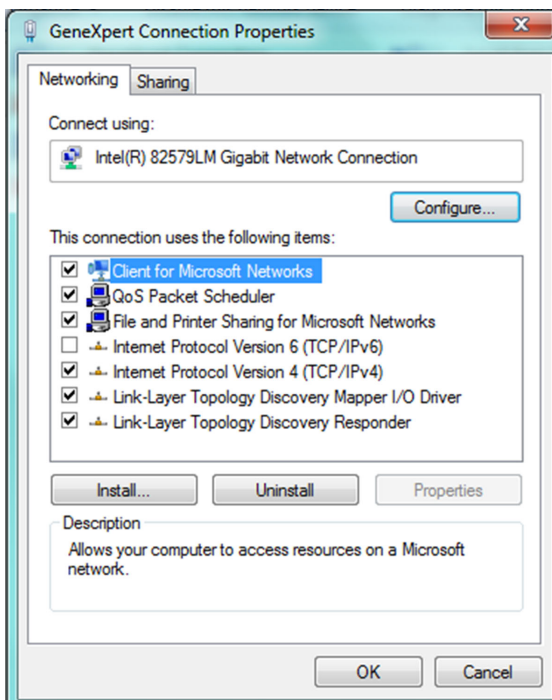 GeneXpert Connection Properties
Networking
Sharing
Connect using:
Intel(R) 82579LM Gigabit Network Connection
Configure...
This connection uses the following items:
Client for Microsoft Networks
QoS Packet Scheduler
File and Printer Sharing for Microsoft Networks
Internet Protocol Version 6 (TCP/IPv6)
Internet Protocol Version 4 (TCP/IPv4)
Link-Layer Topology Discovery Mapper I/O Driver
Link-Layer Topology Discovery Responder
Install...
Uninstall
Properties
Description
Allows your computer to access resources on a Microsoft
network.
OK
Cancel